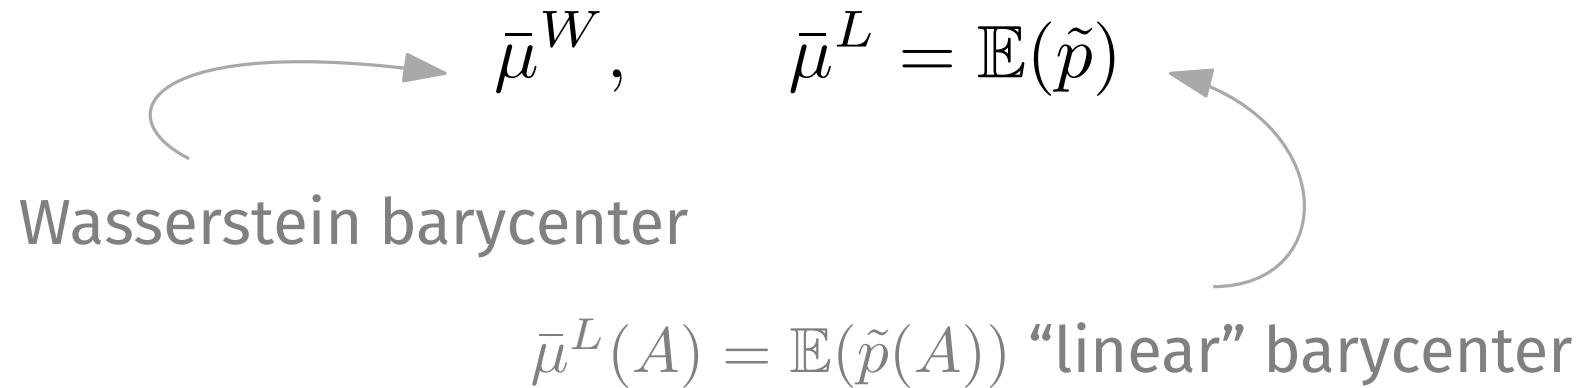 μ̄^W, μ̄^L = 𝔼(p̃)
Wasserstein barycenter
μ̄^L(A) = 𝔼(p̃(A)) “linear” barycenter